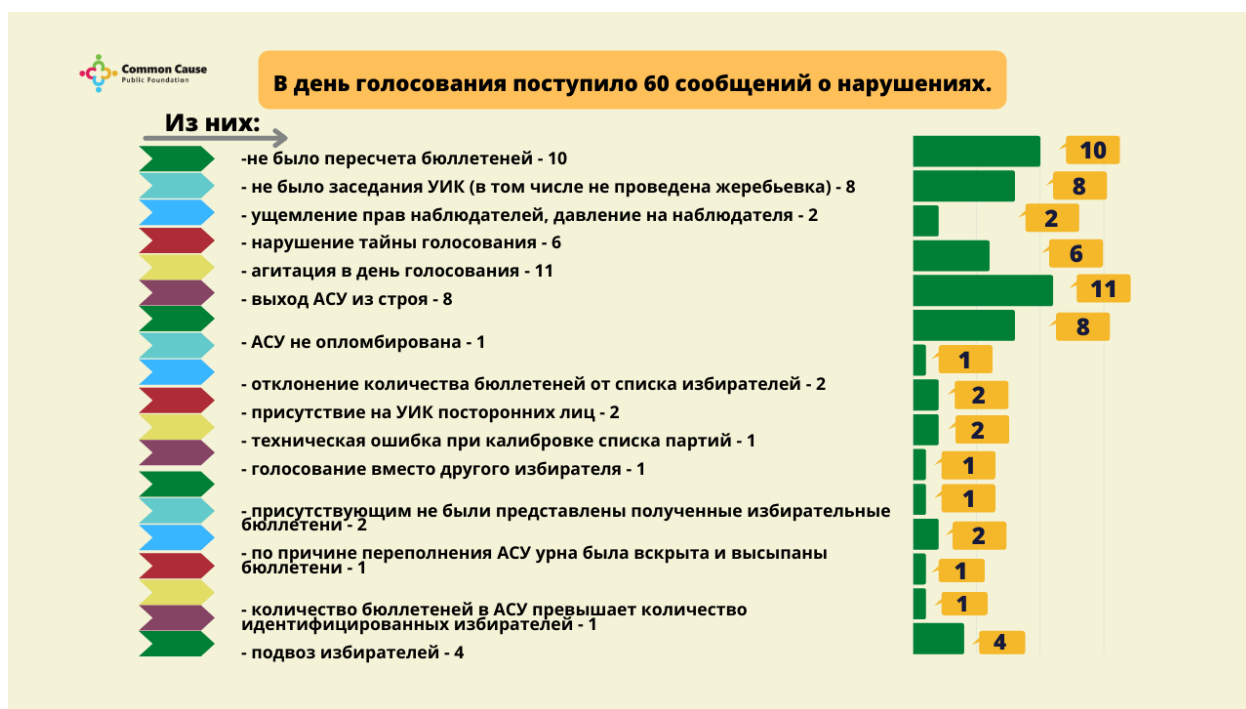 Common Cause
Public Foundation
В день голосования поступило 60 сообщений о нарушениях.
Из них:
-не было пересчета бюллетеней - 10
- не было заседания УИК (в том числе не проведена жеребьевка) - 8
- ущемление прав наблюдателей, давление на наблюдателя - 2
- нарушение тайны голосования - 6
- агитация в день голосования - 11
- выход АСУ из строя - 8
- АСУ не опломбирована - 1
- отклонение количества бюллетеней от списка избирателей - 2
- присутствие на УИК посторонних лиц - 2
- техническая ошибка при калибровке списка партий - 1
- голосование вместо другого избирателя - 1
- присутствующим не были представлены полученные избирательные
бюллетени - 2
- по причине переполнения АСУ урна была вскрыта и высыпаны
бюллетени - 1
- количество бюллетеней в АСУ превышает количество
идентифицированных избирателей - 1
- подвоз избирателей - 4
10
8
2
6
11
8
1
2
2
1
1
2
1
1
4